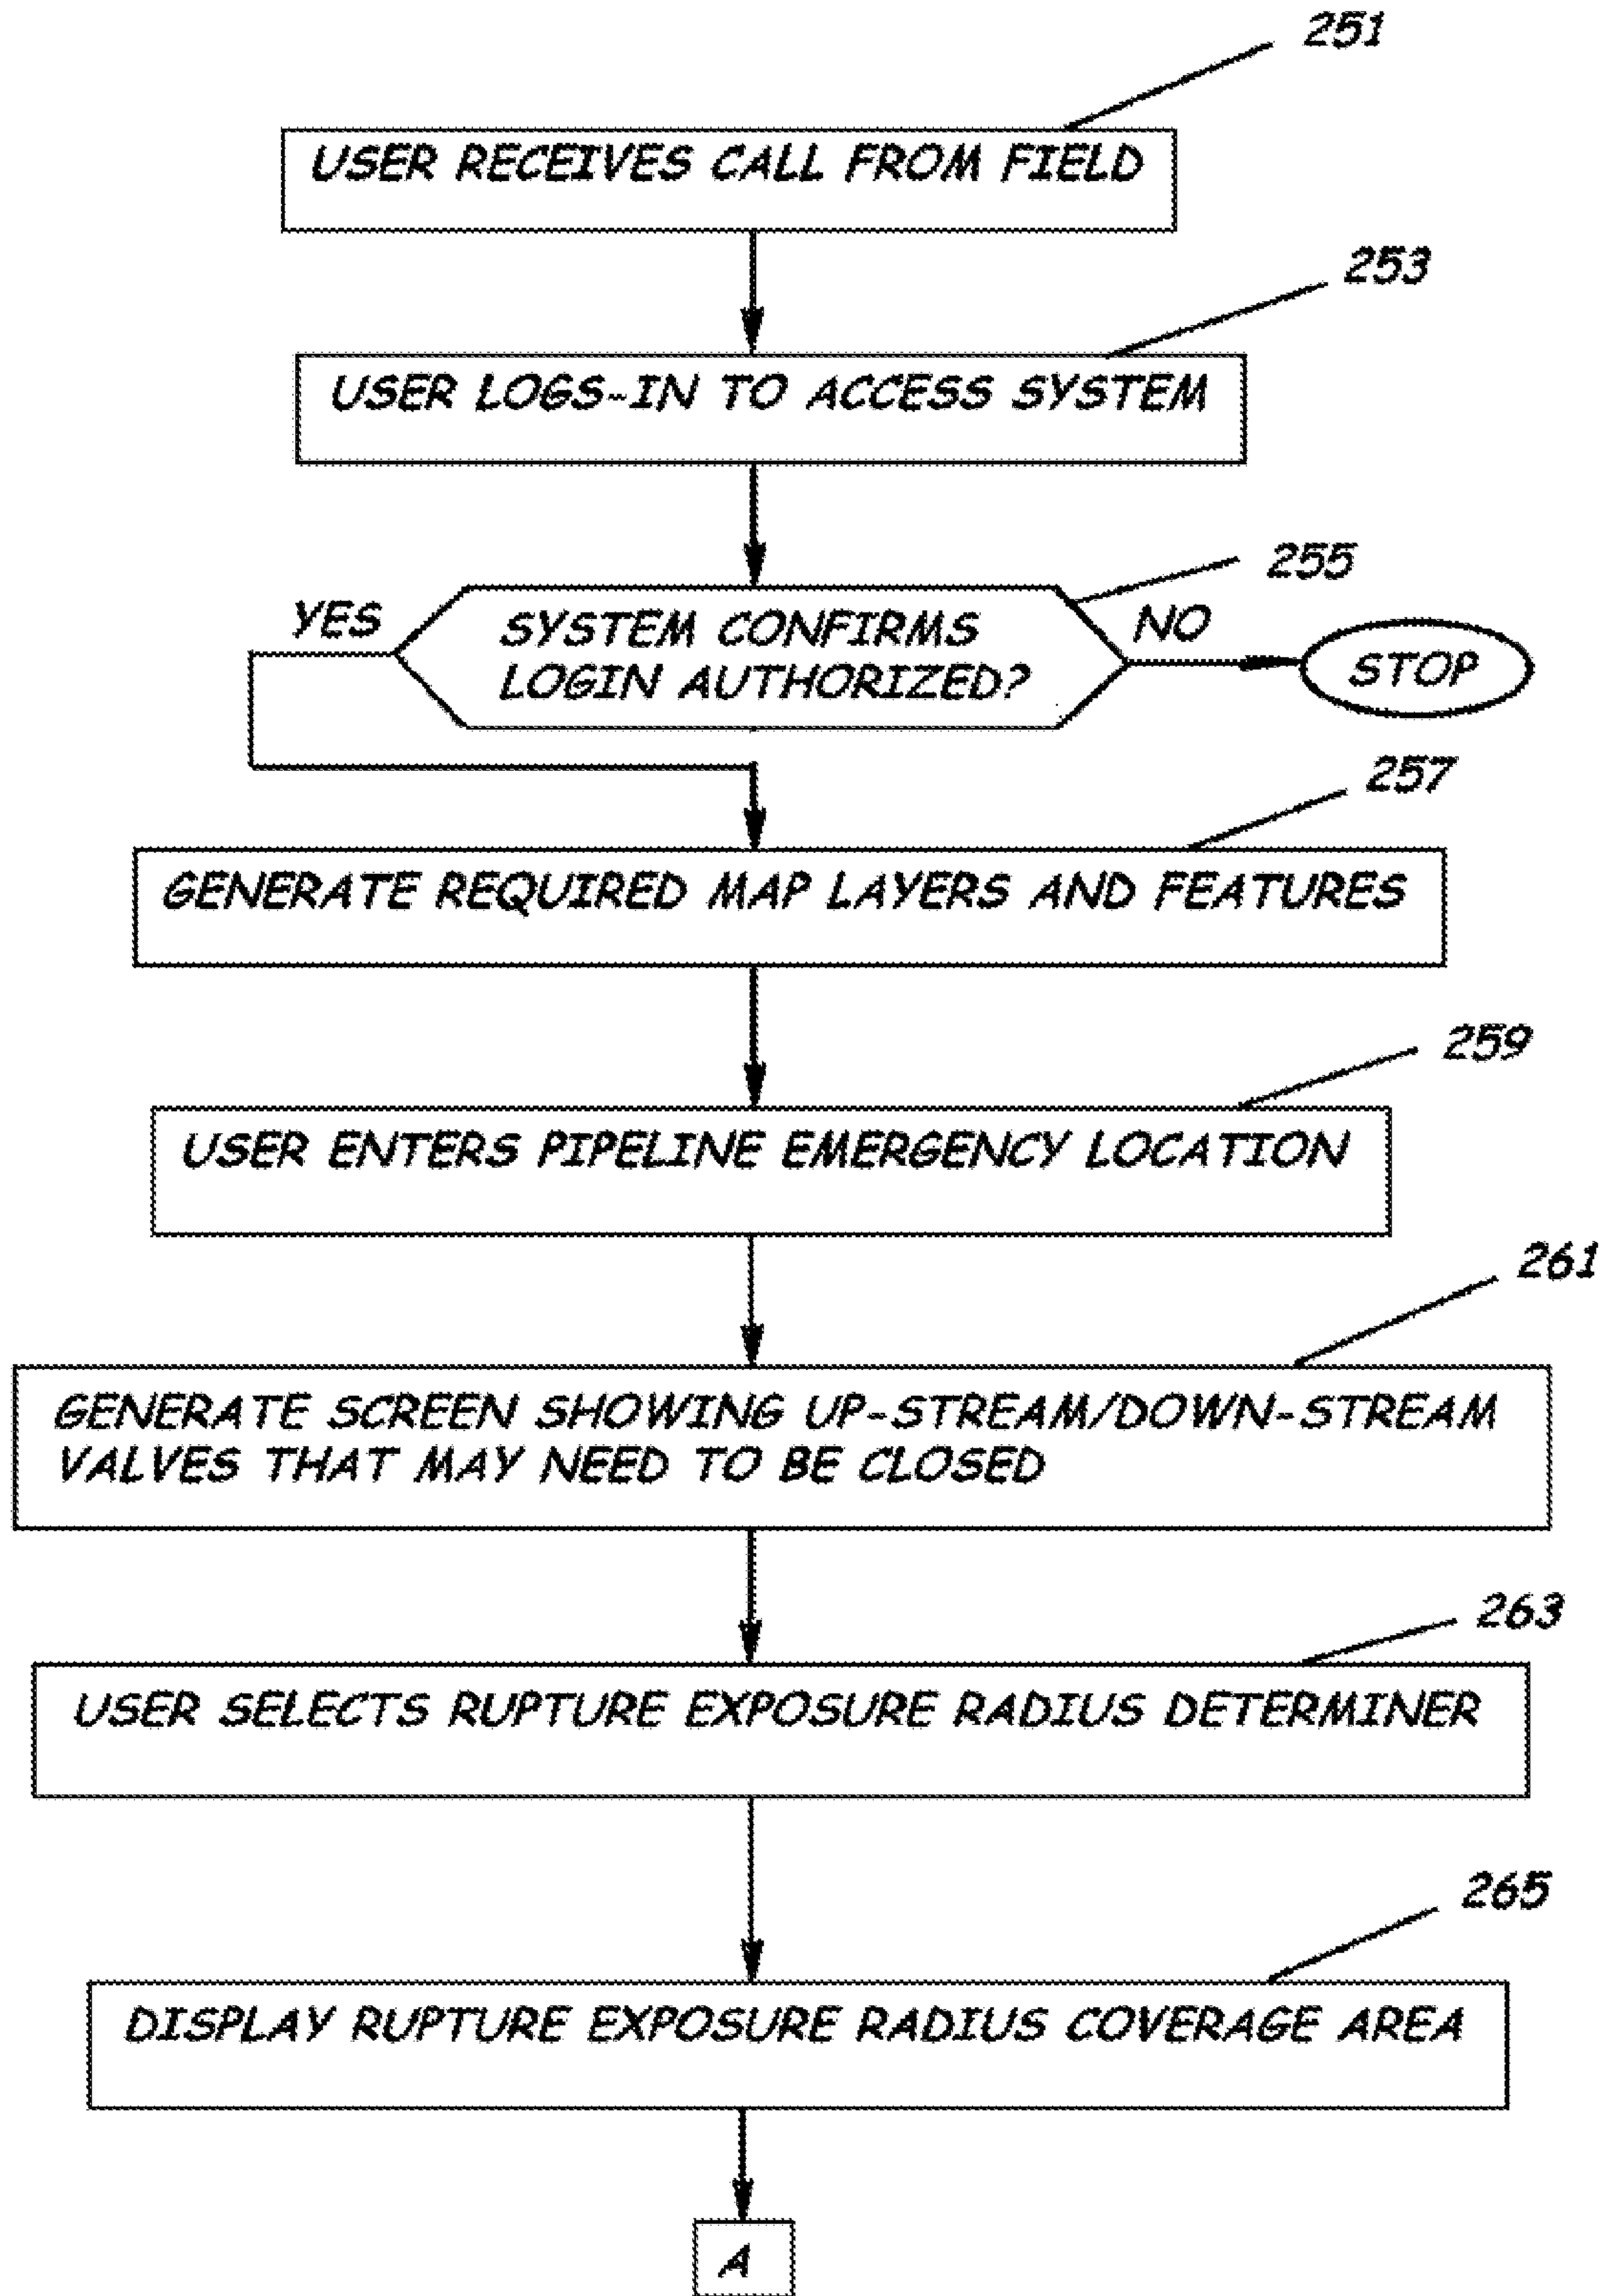 251
USER RECEIVES CALL FROM FIELD
253
USER LOGS-IN TO ACCESS SYSTEM
255
YES
SYSTEM CONFIRMS
LOGIN AUTHORIZED?
NO
STOP
257
GENERATE REQUIRED MAP LAYERS AND FEATURES
259
USER ENTERS PIPELINE EMERGENCY LOCATION
261
GENERATE SCREEN SHOWING UP-STREAM/DOWN-STREAM
VALVES THAT MAY NEED TO BE CLOSED
263
USER SELECTS RUPTURE EXPOSURE RADIUS DETERMINER
265
DISPLAY RUPTURE EXPOSURE RADIUS COVERAGE AREA
A